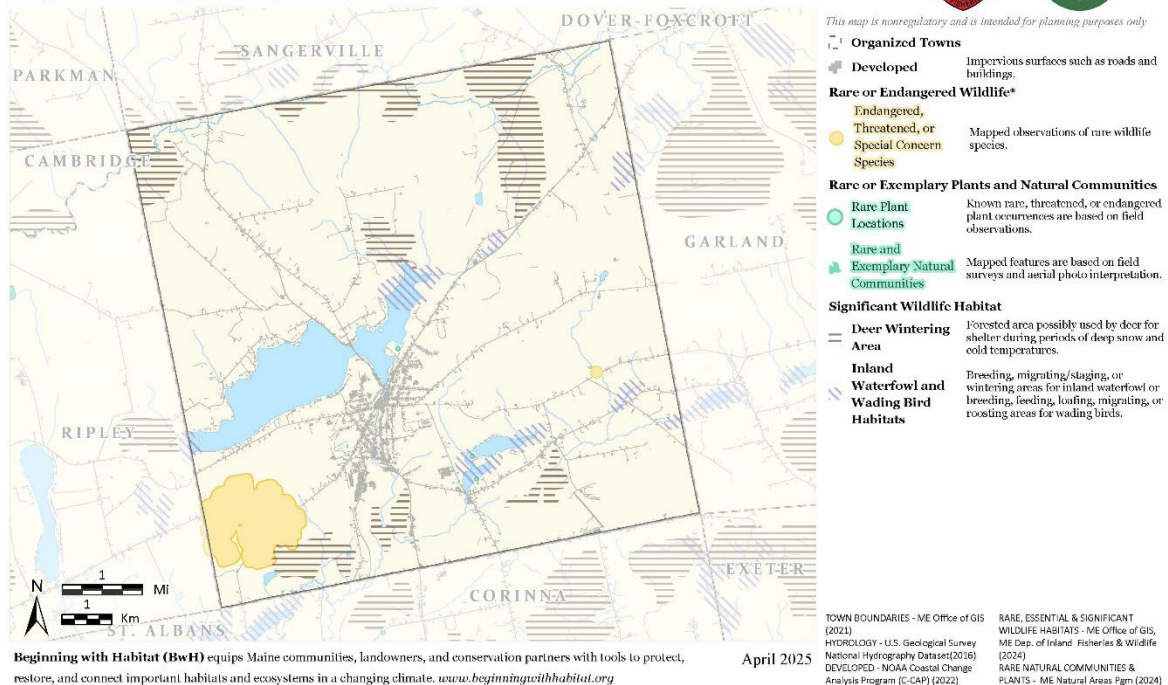 DOVER-FOXCROFT
SANGERVILLE
PARKMAN
CAMBRIDGE
GARLAND
RIPLEY
EXETER
CORINNA
ST. ALBANS
N
1
Mi
1
Km
This map is nonregulatory and is intended for planning purposes only
Organized Towns
Developed
Impervious surfaces such as roads and
buildings.
Rare or Endangered Wildlife*
Endangered,
Threatened, or
Special Concern
Species
Mapped observations of rare wildlife
species.
Rare or Exemplary Plants and Natural Communities
Rare Plant
Locations
Known rare, threatened, or endangered
plant occurrences are based on field
observations.
Rare and
Exemplary Natural
Communities
Mapped features are based on field
surveys and aerial photo interpretation.
Significant Wildlife Habitat
Deer Wintering
Area
Forested area possibly used by deer for
shelter during periods of deep snow and
cold temperatures.
Inland
Waterfowl and
Wading Bird
Habitats
Breeding, migrating/staging, or
wintering areas for inland waterfowl or
breeding, feeding, loafing, migrating, or
roosting areas for wading birds.
TOWN BOUNDARIES - ME Office of GIS
(2021)
HYDROLOGY - U.S. Geological Survey
National Hydrography Dataset(2016)
DEVELOPED - NOAA Coastal Change
Analysis Program (C-CAP) (2022)
RARE, ESSENTIAL & SIGNIFICANT
WILDLIFE HABITATS - ME Office of GIS,
ME Dep. of Inland Fisheries & Wildlife
(2024)
RARE NATURAL COMMUNITIES &
PLANTS - ME Natural Areas Pgm (2024)
Beginning with Habitat (BwH) equips Maine communities, landowners, and conservation partners with tools to protect,
restore, and connect important habitats and ecosystems in a changing climate. www.beginningwithhabitat.org
April 2025